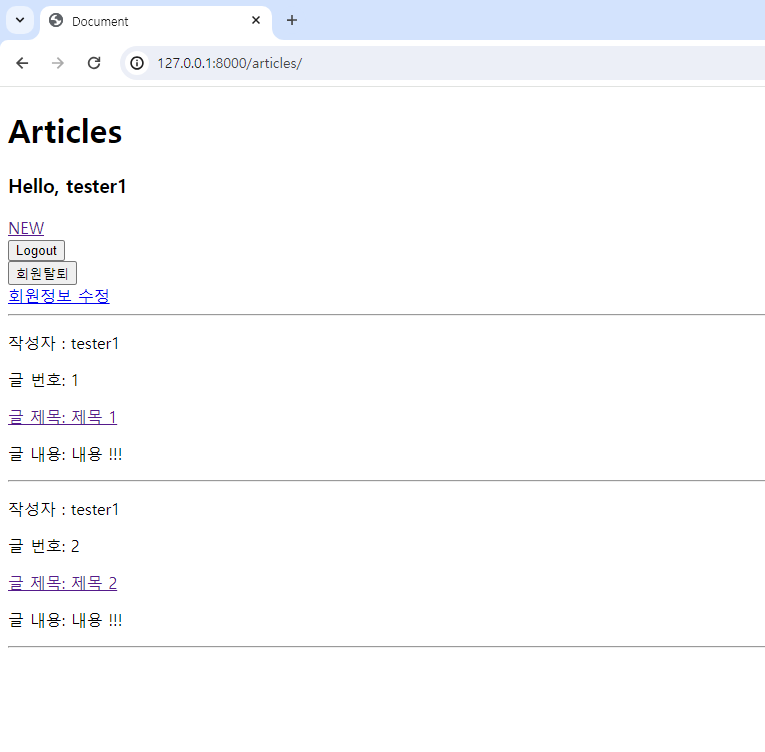 Document
127.0.0.1:8000/articles/
Articles
Hello, tester1
NEW
Logout
회원탈퇴
회원정보 수정
작성자 : tester1
글 번호: 1
글 제목: 제목 1
글 내용: 내용 !!!
작성자 : tester1
글 번호: 2
글 제목: 제목 2
글 내용: 내용 !!!